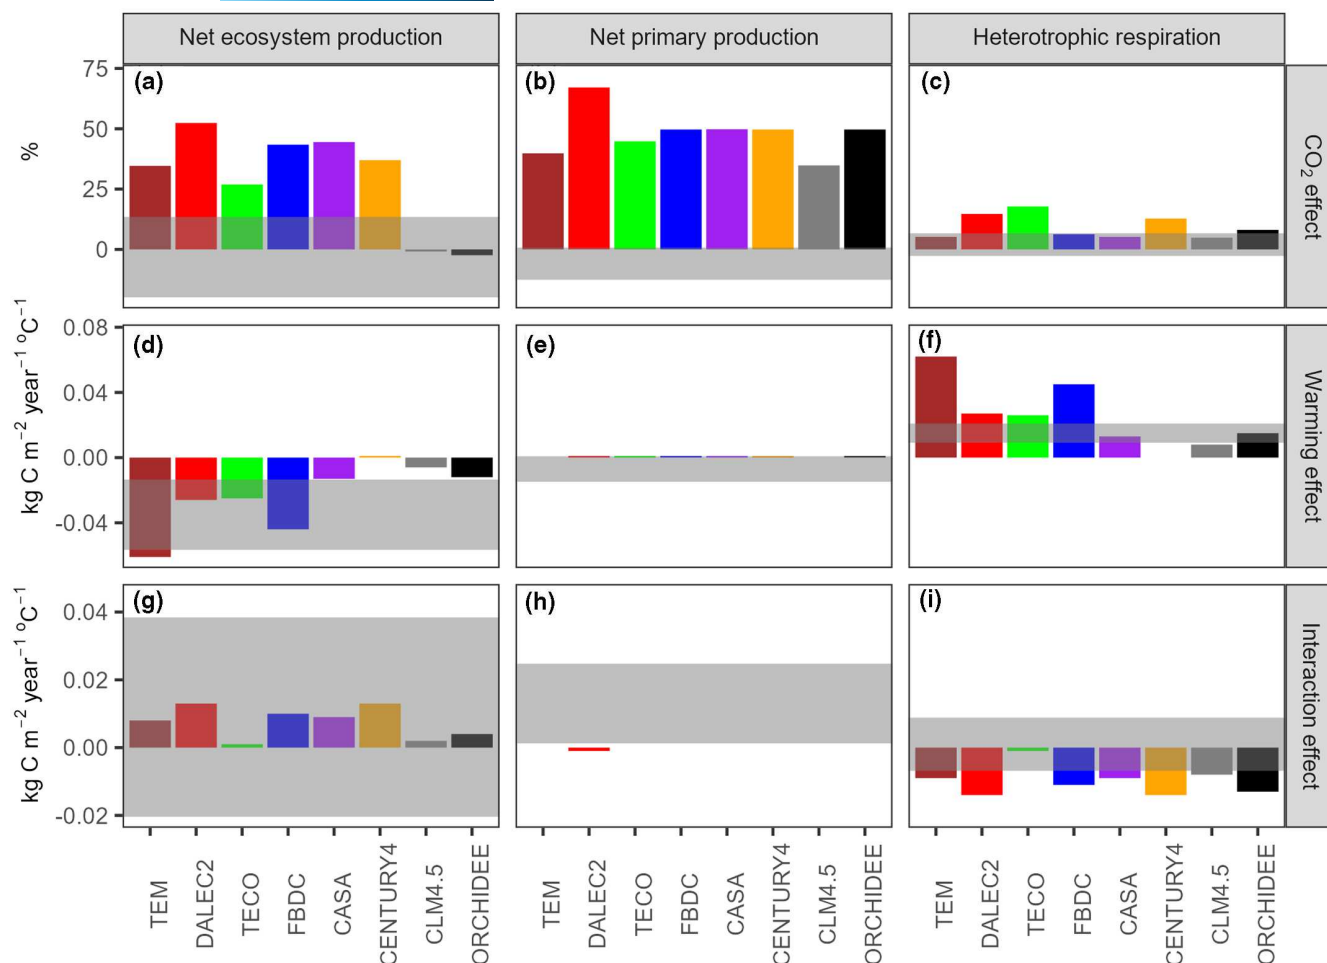 Net ecosystem production
Net primary production
Heterotrophic respiration
(a)
(b)
(c)
75
50
25
0
%
CO₂ effect
(d)
(e)
(f)
0.08
0.04
0.00
-0.04
kg C m⁻² year⁻¹ °C⁻¹
Warming effect
(g)
(h)
(i)
0.04
0.02
0.00
-0.02
kg C m⁻² year⁻¹ °C⁻¹
Interaction effect
TEM
DALEC2
TECO
FBDC
CASA
CENTURY4
CLM4.5
ORCHIDEE
TEM
DALEC2
TECO
FBDC
CASA
CENTURY4
CLM4.5
ORCHIDEE
TEM
DALEC2
TECO
FBDC
CASA
CENTURY4
CLM4.5
ORCHIDEE